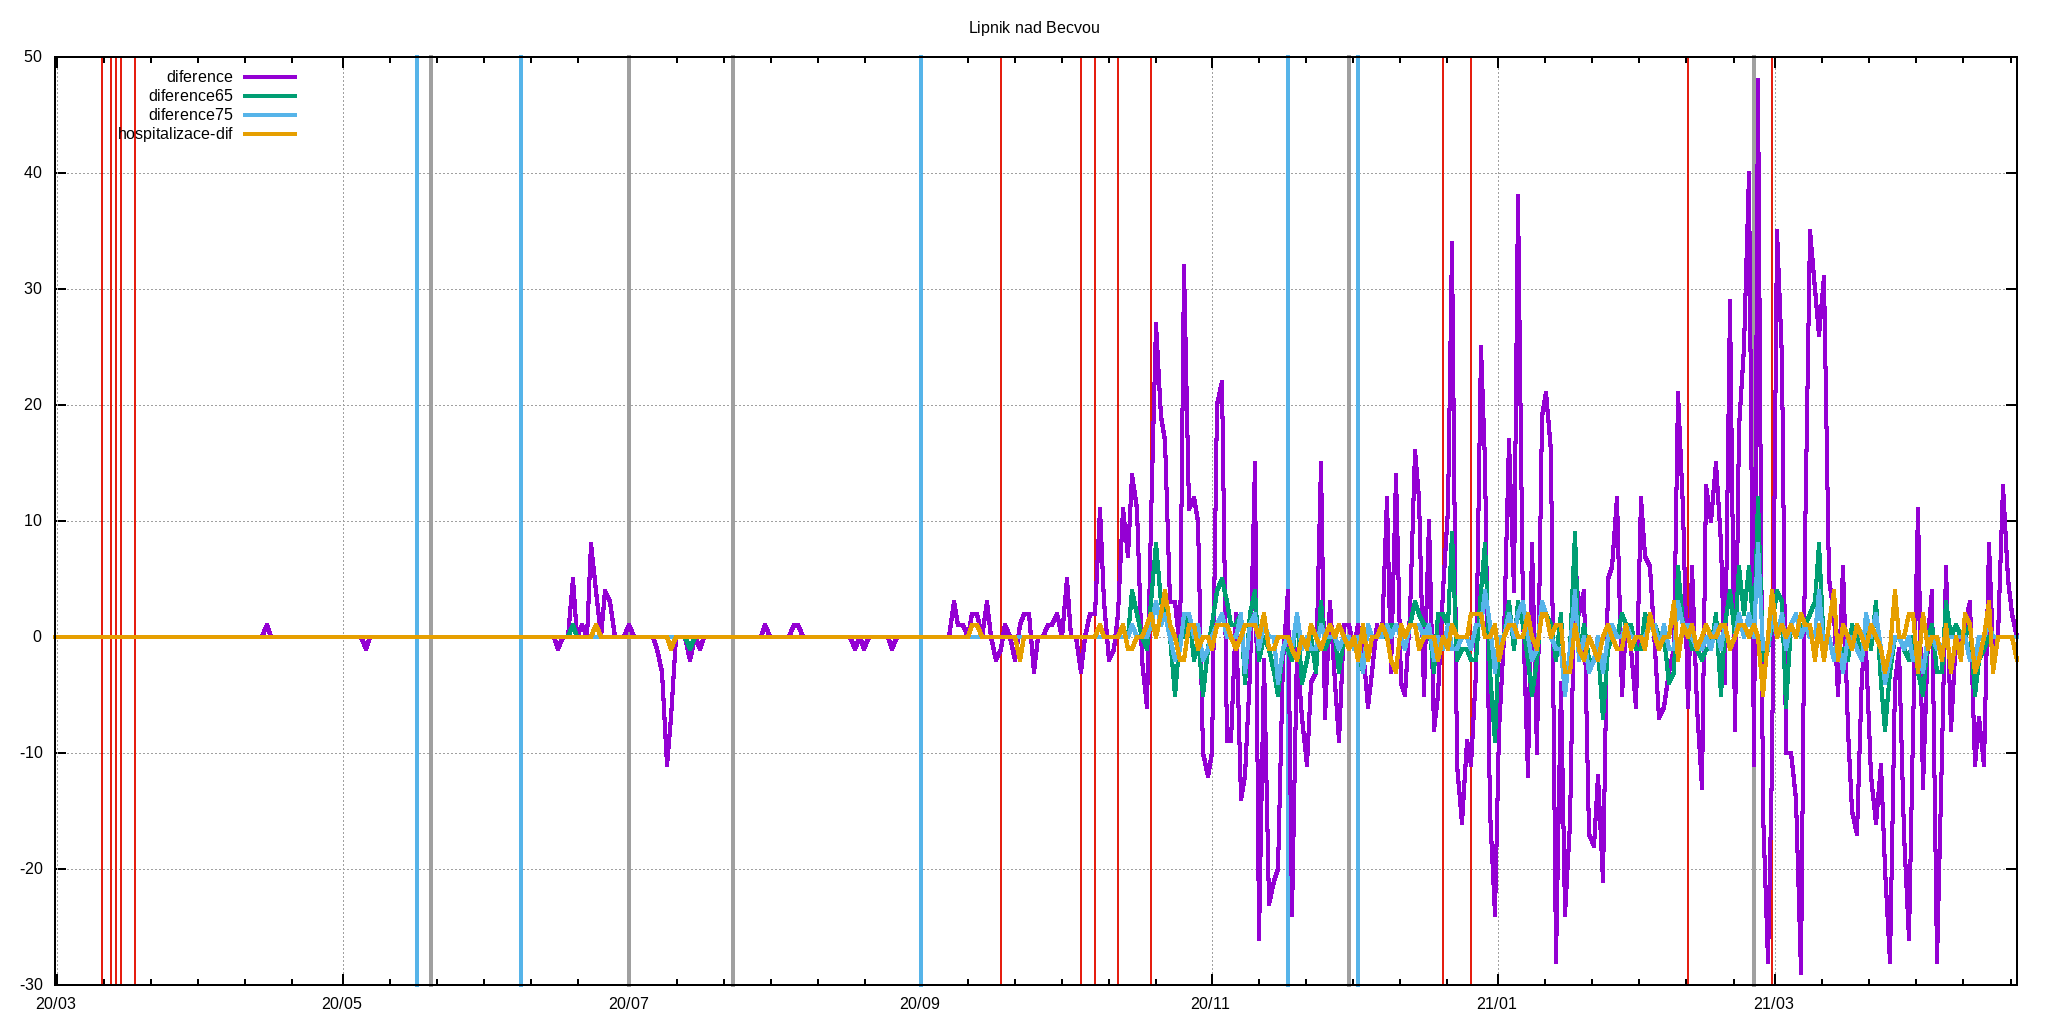 Lipnik nad Becvou
50
diference
diference65
diference75
hospitalizace-dif
40
30
20
10
0
-10
-20
-30
20/03 20/05 20/07 20/09 20/11 21/01 21/03